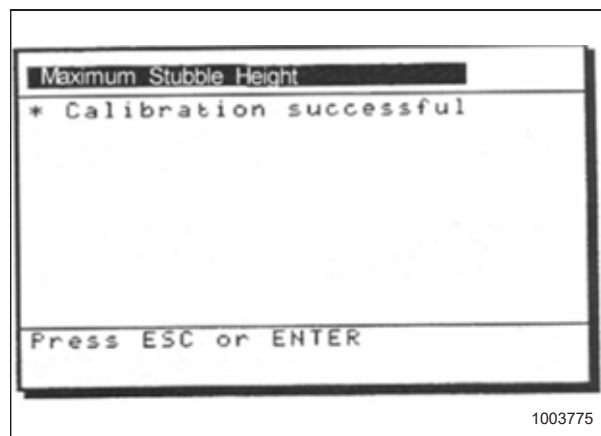 Maximum Stubble Height
* Calibration successful
Press ESC or ENTER
1003775